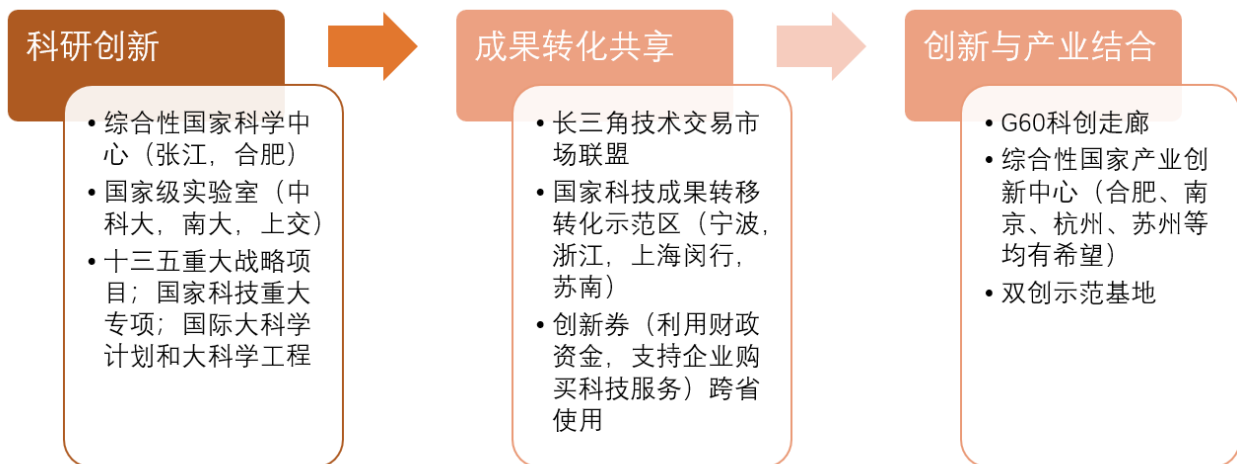 科研创新
• 综合性国家科学中
心（张江，合肥）
• 国家级实验室（中
科大，南大，上交）
• 十三五重大战略项
目；国家科技重大
专项；国际大科学
计划和大科学工程
成果转化共享
• 长三角技术交易市
场联盟
• 国家科技成果转移
转化示范区（宁波，
浙江，上海闵行，
苏南）
• 创新券（利用财政
资金，支持企业购
买科技服务）跨省
使用
创新与产业结合
• G60科创走廊
• 综合性国家产业创
新中心（合肥、南
京、杭州、苏州等
均有希望）
• 双创示范基地